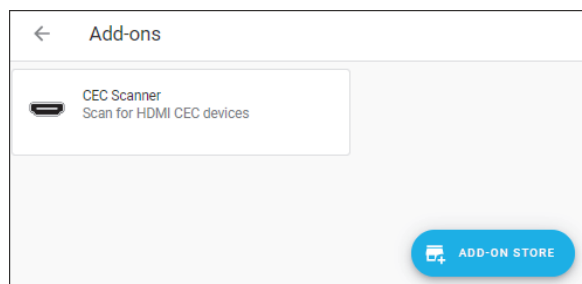 Add-ons
CEC Scanner
Scan for HDMI CEC devices
ADD-ON STORE